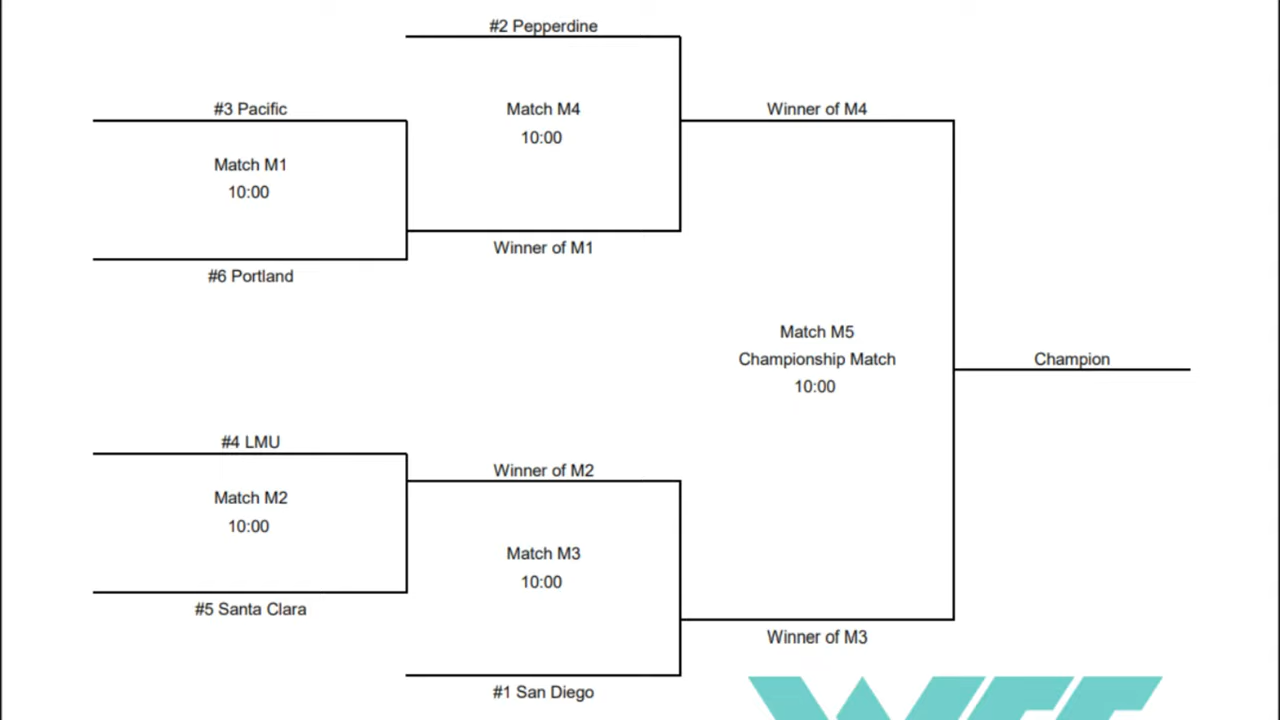 #2 Pepperdine
#3 Pacific
Match M4
10:00
Winner of M4
Match M1
10:00
Winner of M1
#6 Portland
Match M5
Championship Match
10:00
Champion
#4 LMU
Winner of M2
Match M2
10:00
Match M3
10:00
#5 Santa Clara
Winner of M3
#1 San Diego
WCC